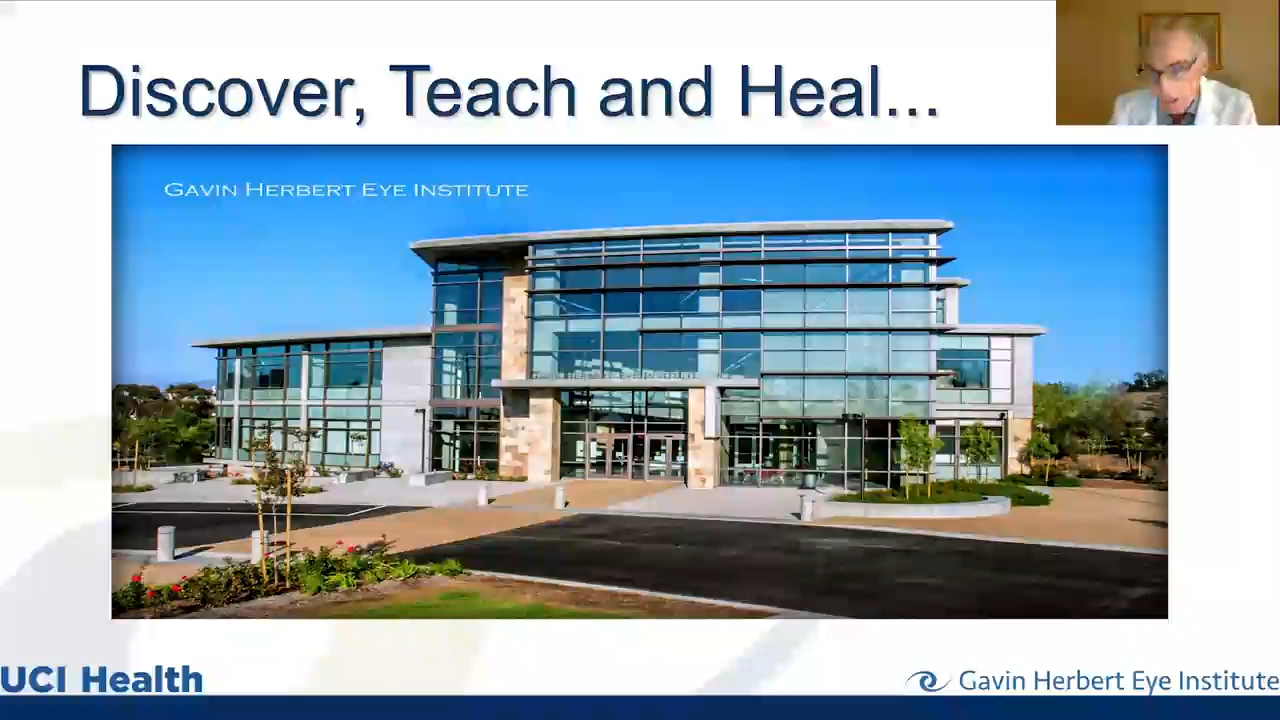 Discover, Teach and Heal...
GAVIN HERBERT EYE INSTITUTE
UCI Health
Gavin Herbert Eye Institute